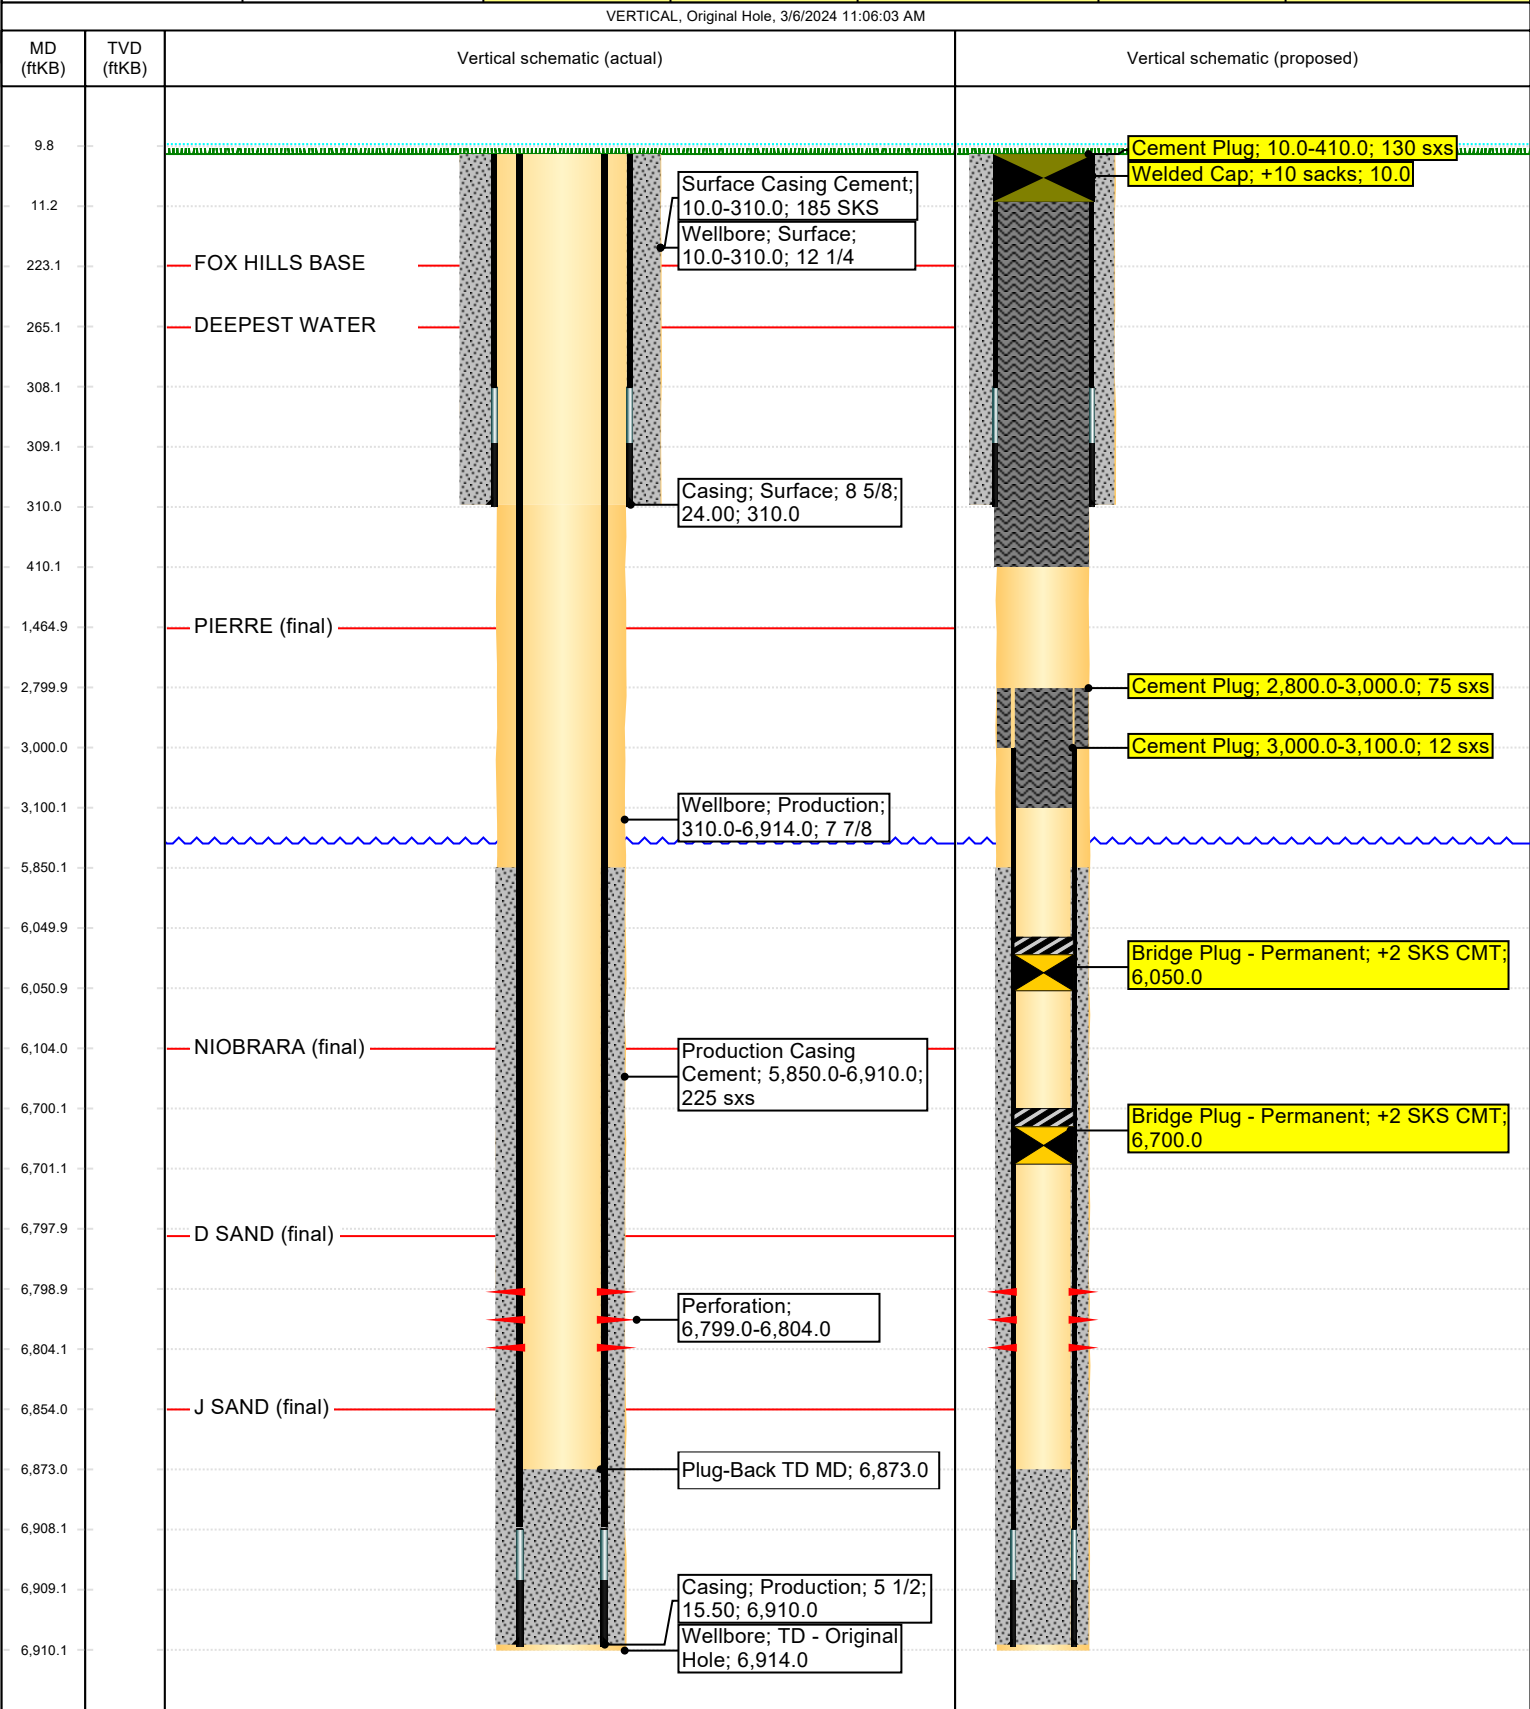 VERTICAL, Original Hole, 3/6/2024 11:06:03 AM
MD
(ftKB)
TVD
(ftKB)
Vertical schematic (actual)
Vertical schematic (proposed)
9.8
Cement Plug; 10.0-410.0; 130 sxs
Welded Cap; +10 sacks; 10.0
Surface Casing Cement;
10.0-310.0; 185 SKS
11.2
Wellbore; Surface;
10.0-310.0; 12 1/4
223.1
FOX HILLS BASE
265.1
DEEPEST WATER
308.1
309.1
Casing; Surface; 8 5/8;
24.00; 310.0
310.0
410.1
1,464.9
PIERRE (final)
2,799.9
Cement Plug; 2,800.0-3,000.0; 75 sxs
3,000.0
Cement Plug; 3,000.0-3,100.0; 12 sxs
3,100.1
Wellbore; Production;
310.0-6,914.0; 7 7/8
5,850.1
6,049.9
Bridge Plug - Permanent; +2 SKS CMT;
6,050.0
6,050.9
6,104.0
NIOBRARA (final)
Production Casing
Cement; 5,850.0-6,910.0;
225 sxs
6,700.1
Bridge Plug - Permanent; +2 SKS CMT;
6,700.0
6,701.1
6,797.9
D SAND (final)
6,798.9
Perforation;
6,799.0-6,804.0
6,804.1
6,854.0
J SAND (final)
6,873.0
Plug-Back TD MD; 6,873.0
6,908.1
6,909.1
Casing; Production; 5 1/2;
15.50; 6,910.0
Wellbore; TD - Original
Hole; 6,914.0
6,910.1